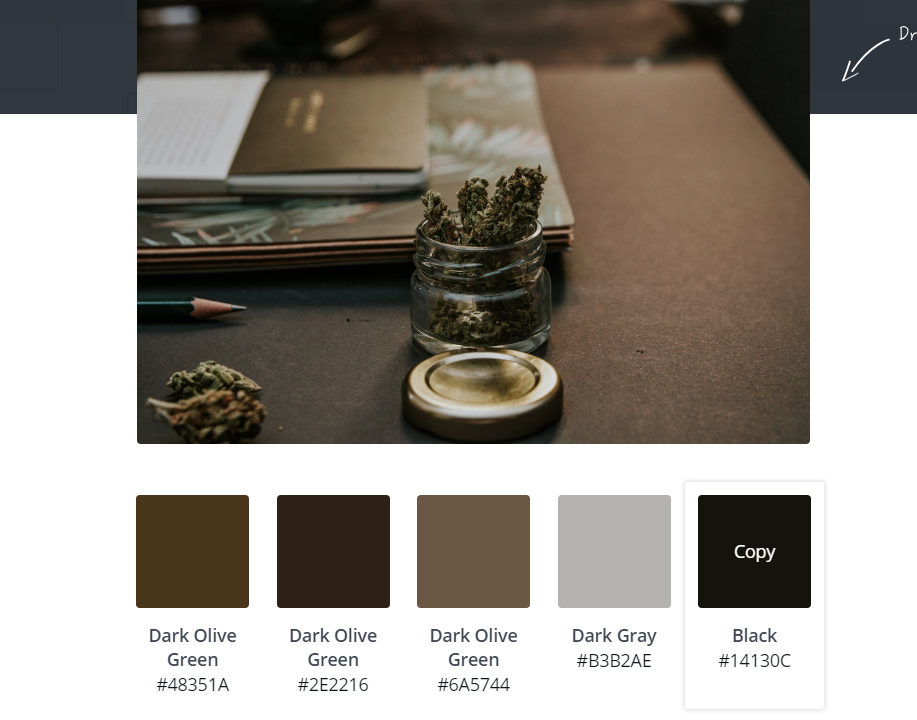 Dr
Copy
Dark Olive
Green
#48351A
Dark Olive
Green
#2E2216
Dark Olive
Green
#6A5744
Dark Gray
#B3B2AE
Black
#14130C